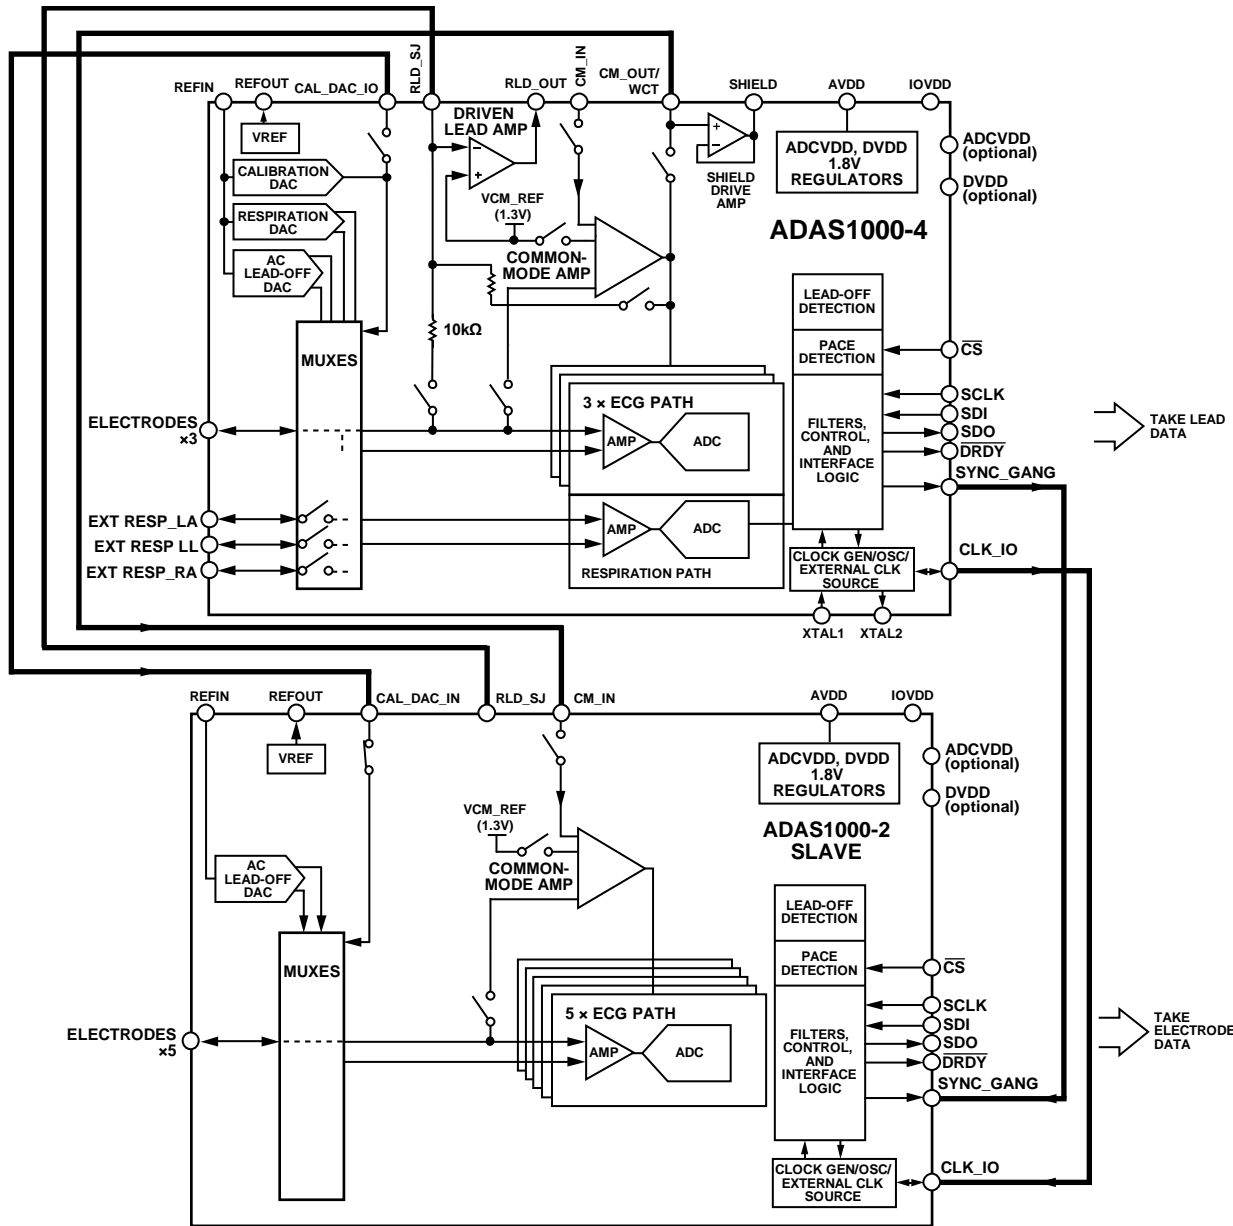 RLD_SJ
CM_IN
REFIN
REFOUT
CAL_DAC_IO
RLD_OUT
CM_OUT/
WCT
SHIELD
AVDD
IOVDD
VREF
DRIVEN
LEAD AMP
ADCVDD
(optional)
ADCVDD, DVDD
1.8V
REGULATORS
CALIBRATION
DAC
SHIELD
DRIVE
AMP
DVDD
(optional)
VCM_REF
(1.3V)
RESPIRATION
DAC
ADAS1000-4
COMMON-
MODE AMP
AC
LEAD-OFF
DAC
LEAD-OFF
DETECTION
10kΩ
MUXES
PACE
DETECTION
CS
SCLK
3 × ECG PATH
SDI
ELECTRODES
×3
AMP
ADC
FILTERS,
CONTROL,
AND
INTERFACE
LOGIC
SDO
DRDY
TAKE LEAD
DATA
SYNC_GANG
EXT RESP_LA
EXT RESP LL
EXT RESP_RA
AMP
ADC
RESPIRATION PATH
CLOCK GEN/OSC/
EXTERNAL CLK
SOURCE
CLK_IO
XTAL1
XTAL2
REFIN
REFOUT
CAL_DAC_IN
RLD_SJ
CM_IN
AVDD
IOVDD
VREF
ADCVDD, DVDD
1.8V
REGULATORS
ADCVDD
(optional)
DVDD
(optional)
VCM_REF
(1.3V)
ADAS1000-2
SLAVE
COMMON-
MODE AMP
AC
LEAD-OFF
DAC
LEAD-OFF
DETECTION
MUXES
PACE
DETECTION
CS
SCLK
5 × ECG PATH
SDI
ELECTRODES
×5
AMP
ADC
FILTERS,
CONTROL,
AND
INTERFACE
LOGIC
SDO
DRDY
TAKE
ELECTRODE
DATA
SYNC_GANG
CLOCK GEN/OSC/
EXTERNAL CLK
SOURCE
CLK_IO